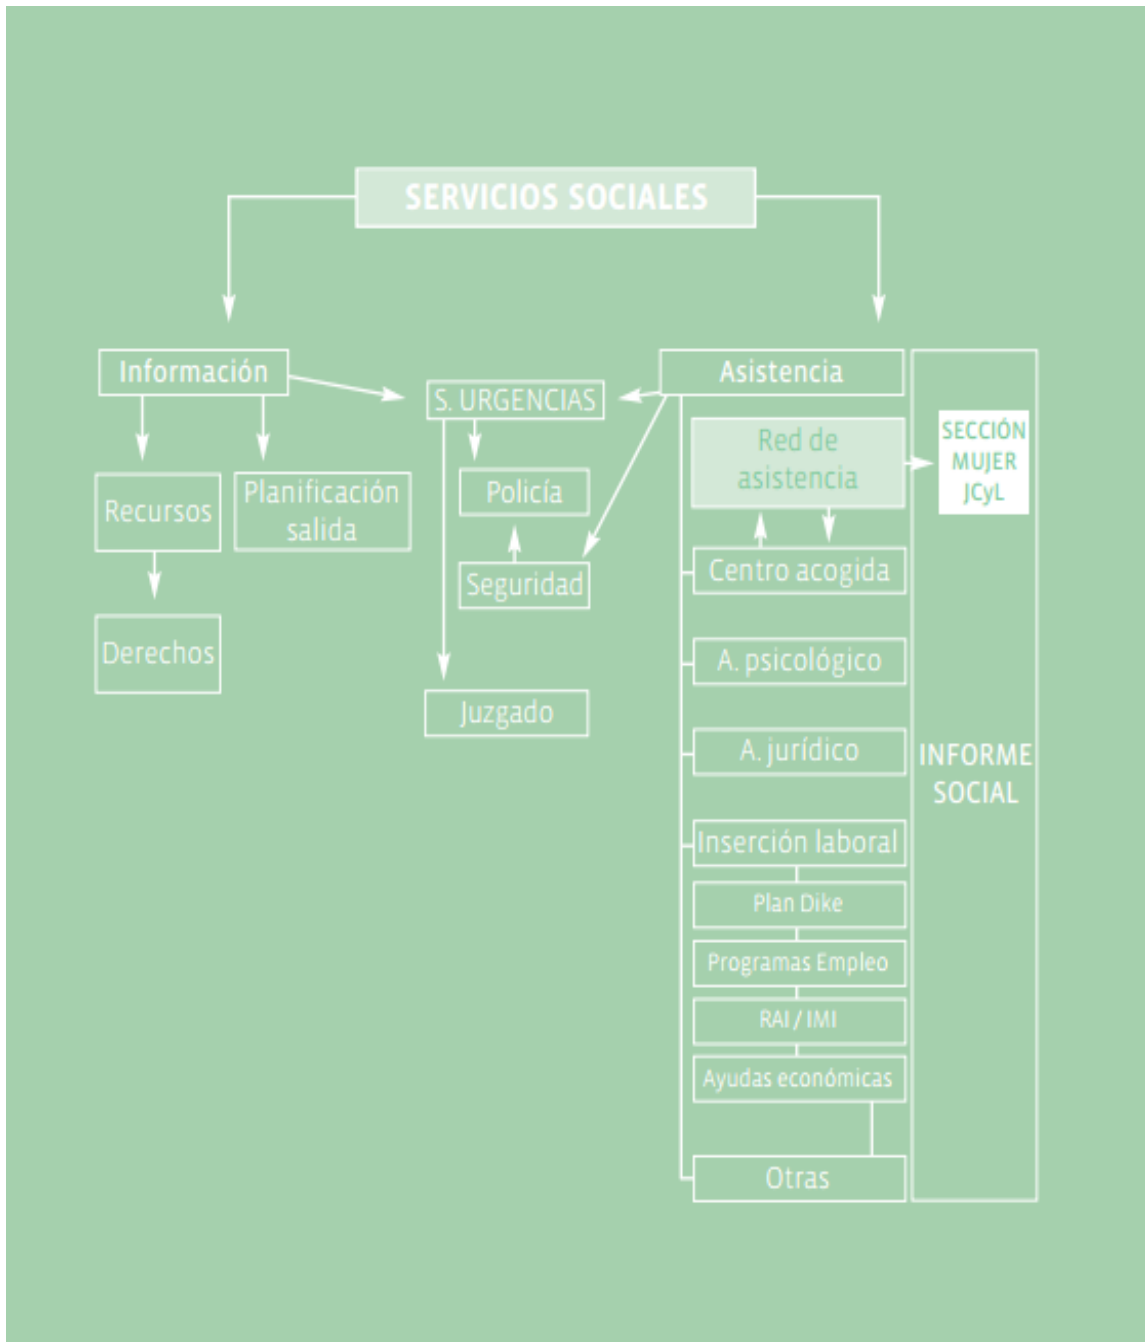 SERVICIOS SOCIALES
Información
Recursos
Planificación
salida
Derechos
S. URGENCIAS
Policía
Seguridad
Juzgado
Asistencia
Red de
asistencia
Centro acogida
A. psicológico
A. jurídico
Inserción laboral
Plan Dike
Programas Empleo
RAI / IMI
Ayudas económicas
Otras
SECCIÓN
MUJER
JCyL
INFORME
SOCIAL